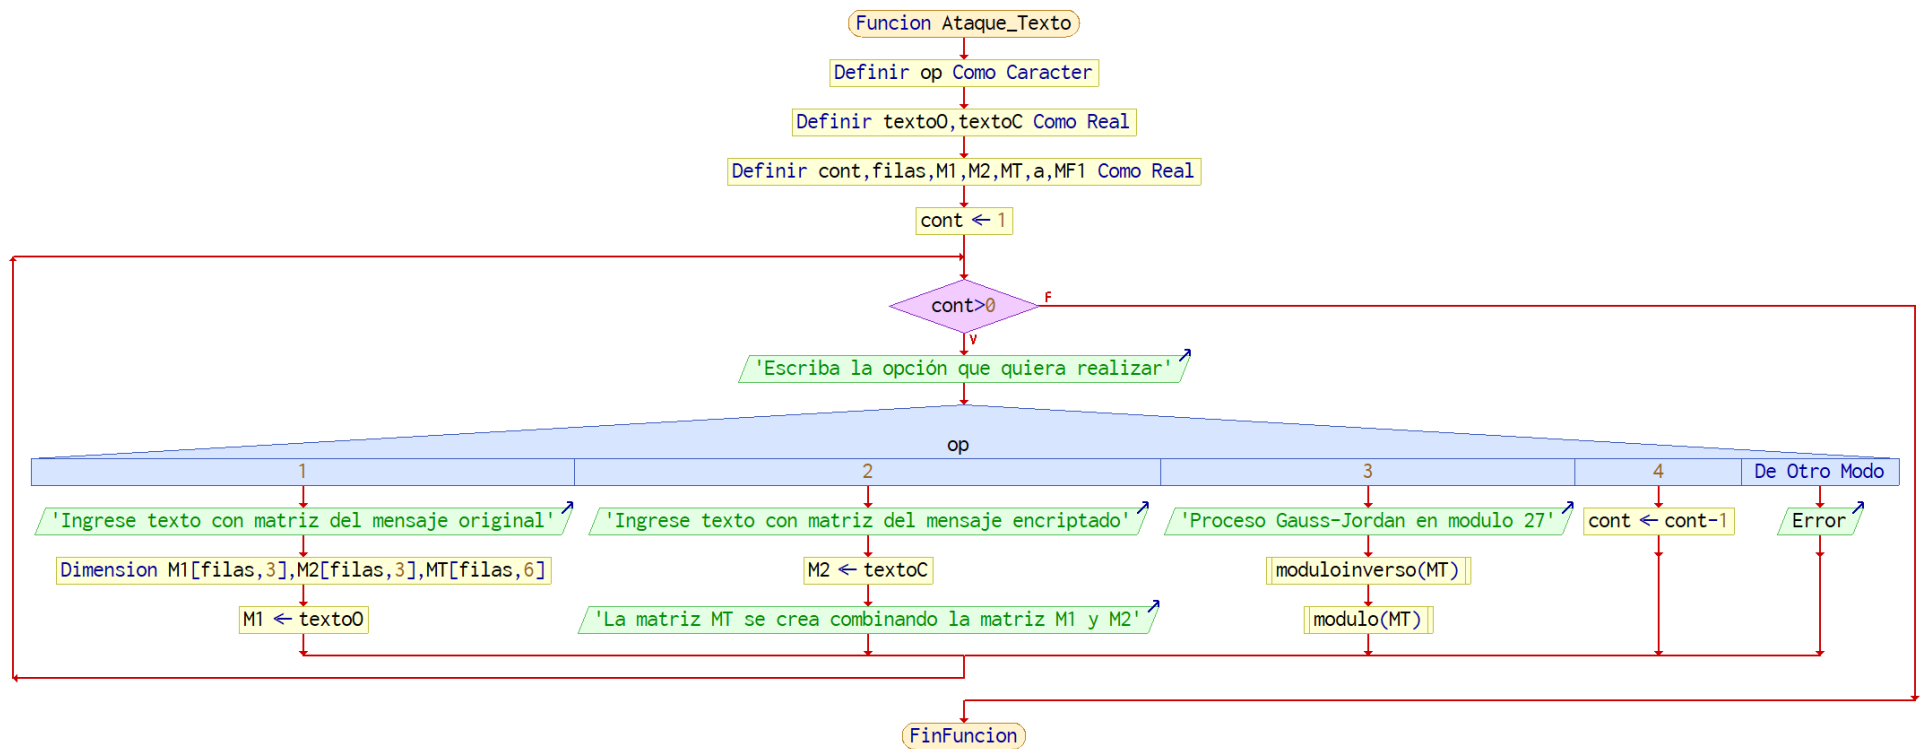 Funcion Ataque_Texto
Definir op Como Caracter
Definir textoO,textoC Como Real
Definir cont,filas,M1,M2,MT,a,MF1 Como Real
cont ← 1
cont>0
F
V
'Escriba la opción que quiera realizar'
op
1
2
3
4
De Otro Modo
'Ingrese texto con matriz del mensaje original'
'Ingrese texto con matriz del mensaje encriptado'
'Proceso Gauss-Jordan en modulo 27'
cont ← cont-1
Error
Dimension M1[filas,3],M2[filas,3],MT[filas,6]
M2 ← textoC
moduloinverso(MT)
M1 ← textoO
'La matriz MT se crea combinando la matriz M1 y M2'
modulo(MT)
FinFuncion